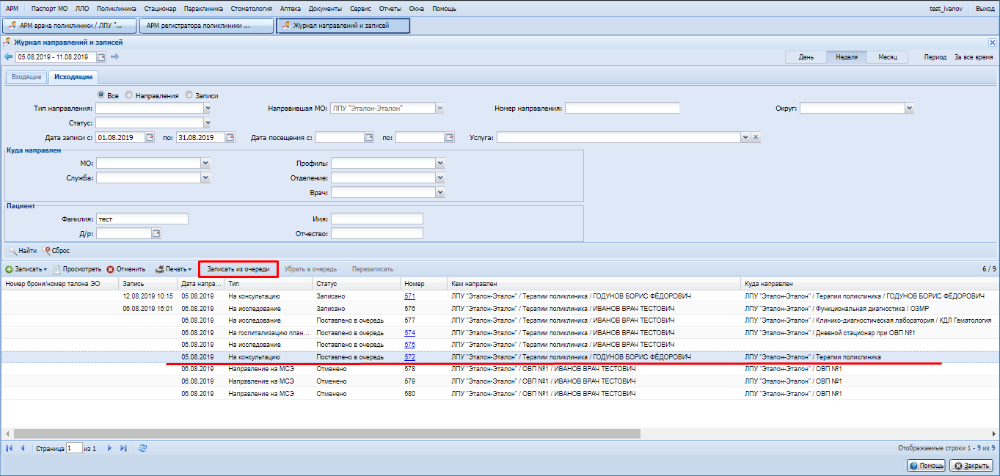 АРМ Паспорт МО ЛЛО Поликлиника Стационар Параклиника Стоматология Аптека Документы Сервис Отчеты Окна Помощь test_ivanov Выход
АРМ врача поликлиники / ЛПУ "... АРМ регистратора поликлиники ... Журнал направлений и записей
Журнал направлений и записей
05.08.2019 - 11.08.2019 День Неделя Месяц Период За все время
Входящие Исходящие
Все Направления Записи
Тип направления: Направившая МО: ЛПУ "Эталон-Эталон" Номер направления: Округ:
Статус:
Дата записи с: 01.08.2019 по: 31.08.2019 Дата посещения с: по: Услуга:
Куда направлен
МО: Профиль:
Служба: Отделение:
Врач:
Пациент
Фамилия: тест Имя:
Д/р: Отчество:
Найти Сброс
Записать Просмотреть Отменить Печать Записать из очереди Убрать в очередь Перезаписать 6 / 9
Номер брони/номер талона ЭО Запись Дата напра... Тип Статус Номер Кем направлен Куда направлен
12.08.2019 10:15 05.08.2019 На консультацию Записано 571 ЛПУ "Эталон-Эталон" / Терапии поликлиника / ГОДУНОВ БОРИС ФЁДОРОВИЧ ЛПУ "Эталон-Эталон" / Терапии поликлиника / ГОДУНОВ БОРИС ФЁДОРОВИЧ
06.08.2019 15:01 06.08.2019 На исследование Записано 576 ЛПУ "Эталон-Эталон" / Терапии поликлиника / ИВАНОВ ВРАЧ ТЕСТОВИЧ ЛПУ "Эталон-Эталон" / Функциональная диагностика / ОЗМР
06.08.2019 На исследование Поставлено в очередь 577 ЛПУ "Эталон-Эталон" / Терапии поликлиника / ИВАНОВ ВРАЧ ТЕСТОВИЧ ЛПУ "Эталон-Эталон" / Клинико-диагностическая лаборатория / КДЛ Гематология
06.08.2019 На госпитализацию план... Поставлено в очередь 574 ЛПУ "Эталон-Эталон" / Терапии поликлиника / ИВАНОВ ВРАЧ ТЕСТОВИЧ ЛПУ "Эталон-Эталон" / Дневной стационар при ОВП №1
06.08.2019 На исследование Поставлено в очередь 575 ЛПУ "Эталон-Эталон" / Терапии поликлиника / ИВАНОВ ВРАЧ ТЕСТОВИЧ
05.08.2019 На консультацию Поставлено в очередь 572 ЛПУ "Эталон-Эталон" / Терапии поликлиника / ГОДУНОВ БОРИС ФЁДОРОВИЧ ЛПУ "Эталон-Эталон" / Терапии поликлиника
06.08.2019 Направление на МСЭ Отменено 578 ЛПУ "Эталон-Эталон" / ОВП №1 / ИВАНОВ ВРАЧ ТЕСТОВИЧ ЛПУ "Эталон-Эталон" / ОВП №1
06.08.2019 Направление на МСЭ Отменено 579 ЛПУ "Эталон-Эталон" / ОВП №1 / ИВАНОВ ВРАЧ ТЕСТОВИЧ ЛПУ "Эталон-Эталон" / ОВП №1
06.08.2019 Направление на МСЭ Отменено 580 ЛПУ "Эталон-Эталон" / ОВП №1 / ИВАНОВ ВРАЧ ТЕСТОВИЧ ЛПУ "Эталон-Эталон" / ОВП №1
Страница 1 из 1 Отображаемые строки 1 - 9 из 9
Помощь Закрыть